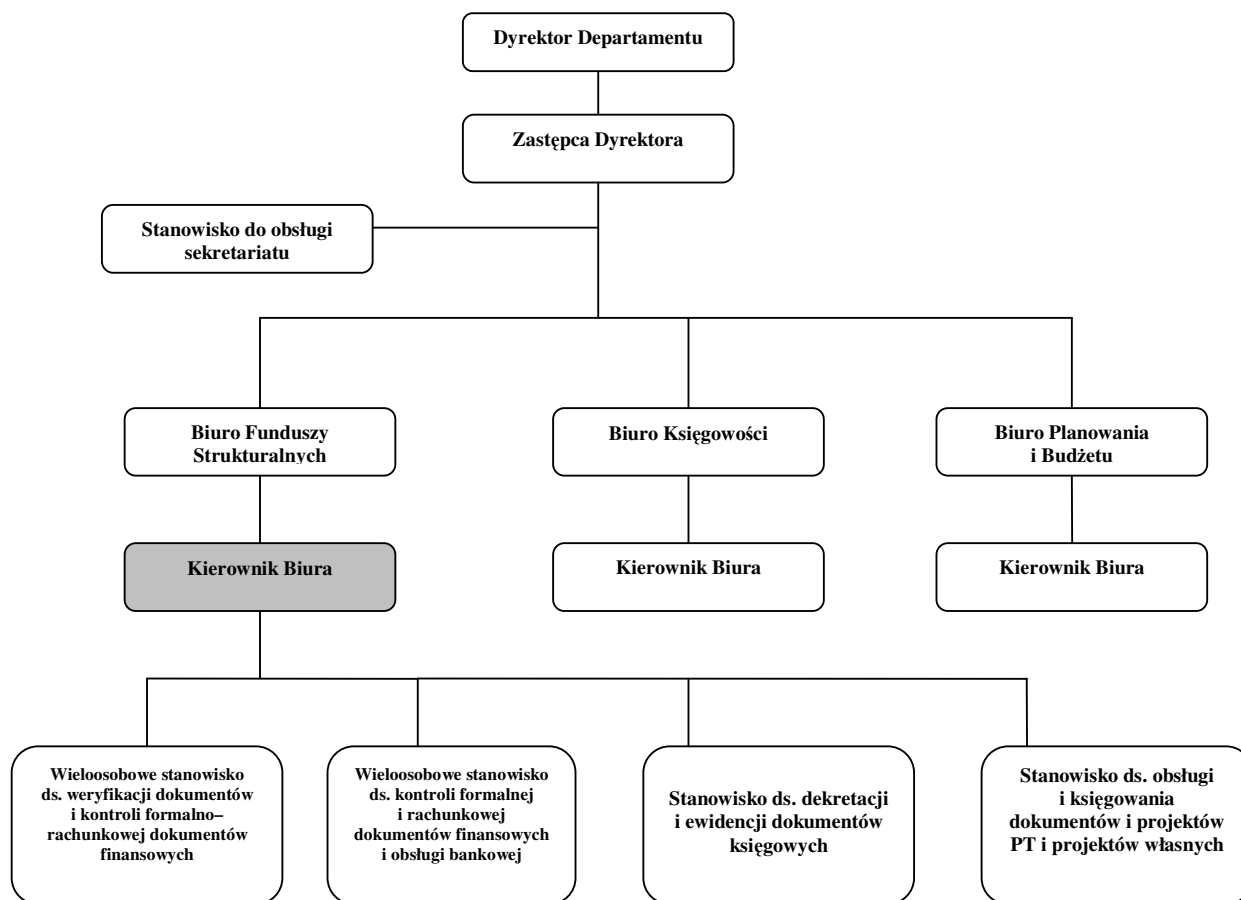 Dyrektor Departamentu
Zastępca Dyrektora
Stanowisko do obsługi
sekretariatu
Biuro Funduszy
Strukturalnych
Biuro Księgowości
Biuro Planowania
i Budżetu
Kierownik Biura
Kierownik Biura
Kierownik Biura
Wieloosobowe stanowisko
ds. weryfikacji dokumentów
i kontroli formalno–
rachunkowej dokumentów
finansowych
Wieloosobowe stanowisko
ds. kontroli formalnej
i rachunkowej
dokumentów finansowych
i obsługi bankowej
Stanowisko ds. dekretacji
i ewidencji dokumentów
księgowych
Stanowisko ds. obsługi
i księgowania
dokumentów i projektów
PT i projektów własnych